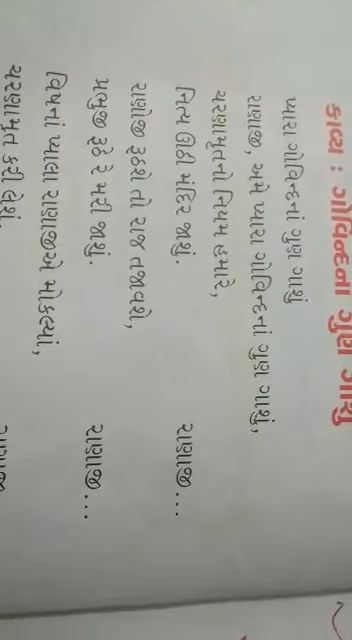 કાવ્ય : ગોવિન્દના ગુણ ગાશું
પ્યારા ગોવિન્દનાં ગુણ ગાશું
રાણાજી, અમે પ્યારા ગોવિન્દનાં ગુણ ગાશું,
ચરણામૃતનો નિયમ હમારે,
નિત્ય ઊઠી મંદિર જાશું. રાણાજી...
રાણોજી રૂઠશે તો રાજ તજાવશે,
પ્રભુજી રૂઠે રે મરી જાશું. રાણાજી...
વિષનાં પ્યાલા રાણાજીએ મોકલ્યાં,
ચરણામૃત કરી લેશું.